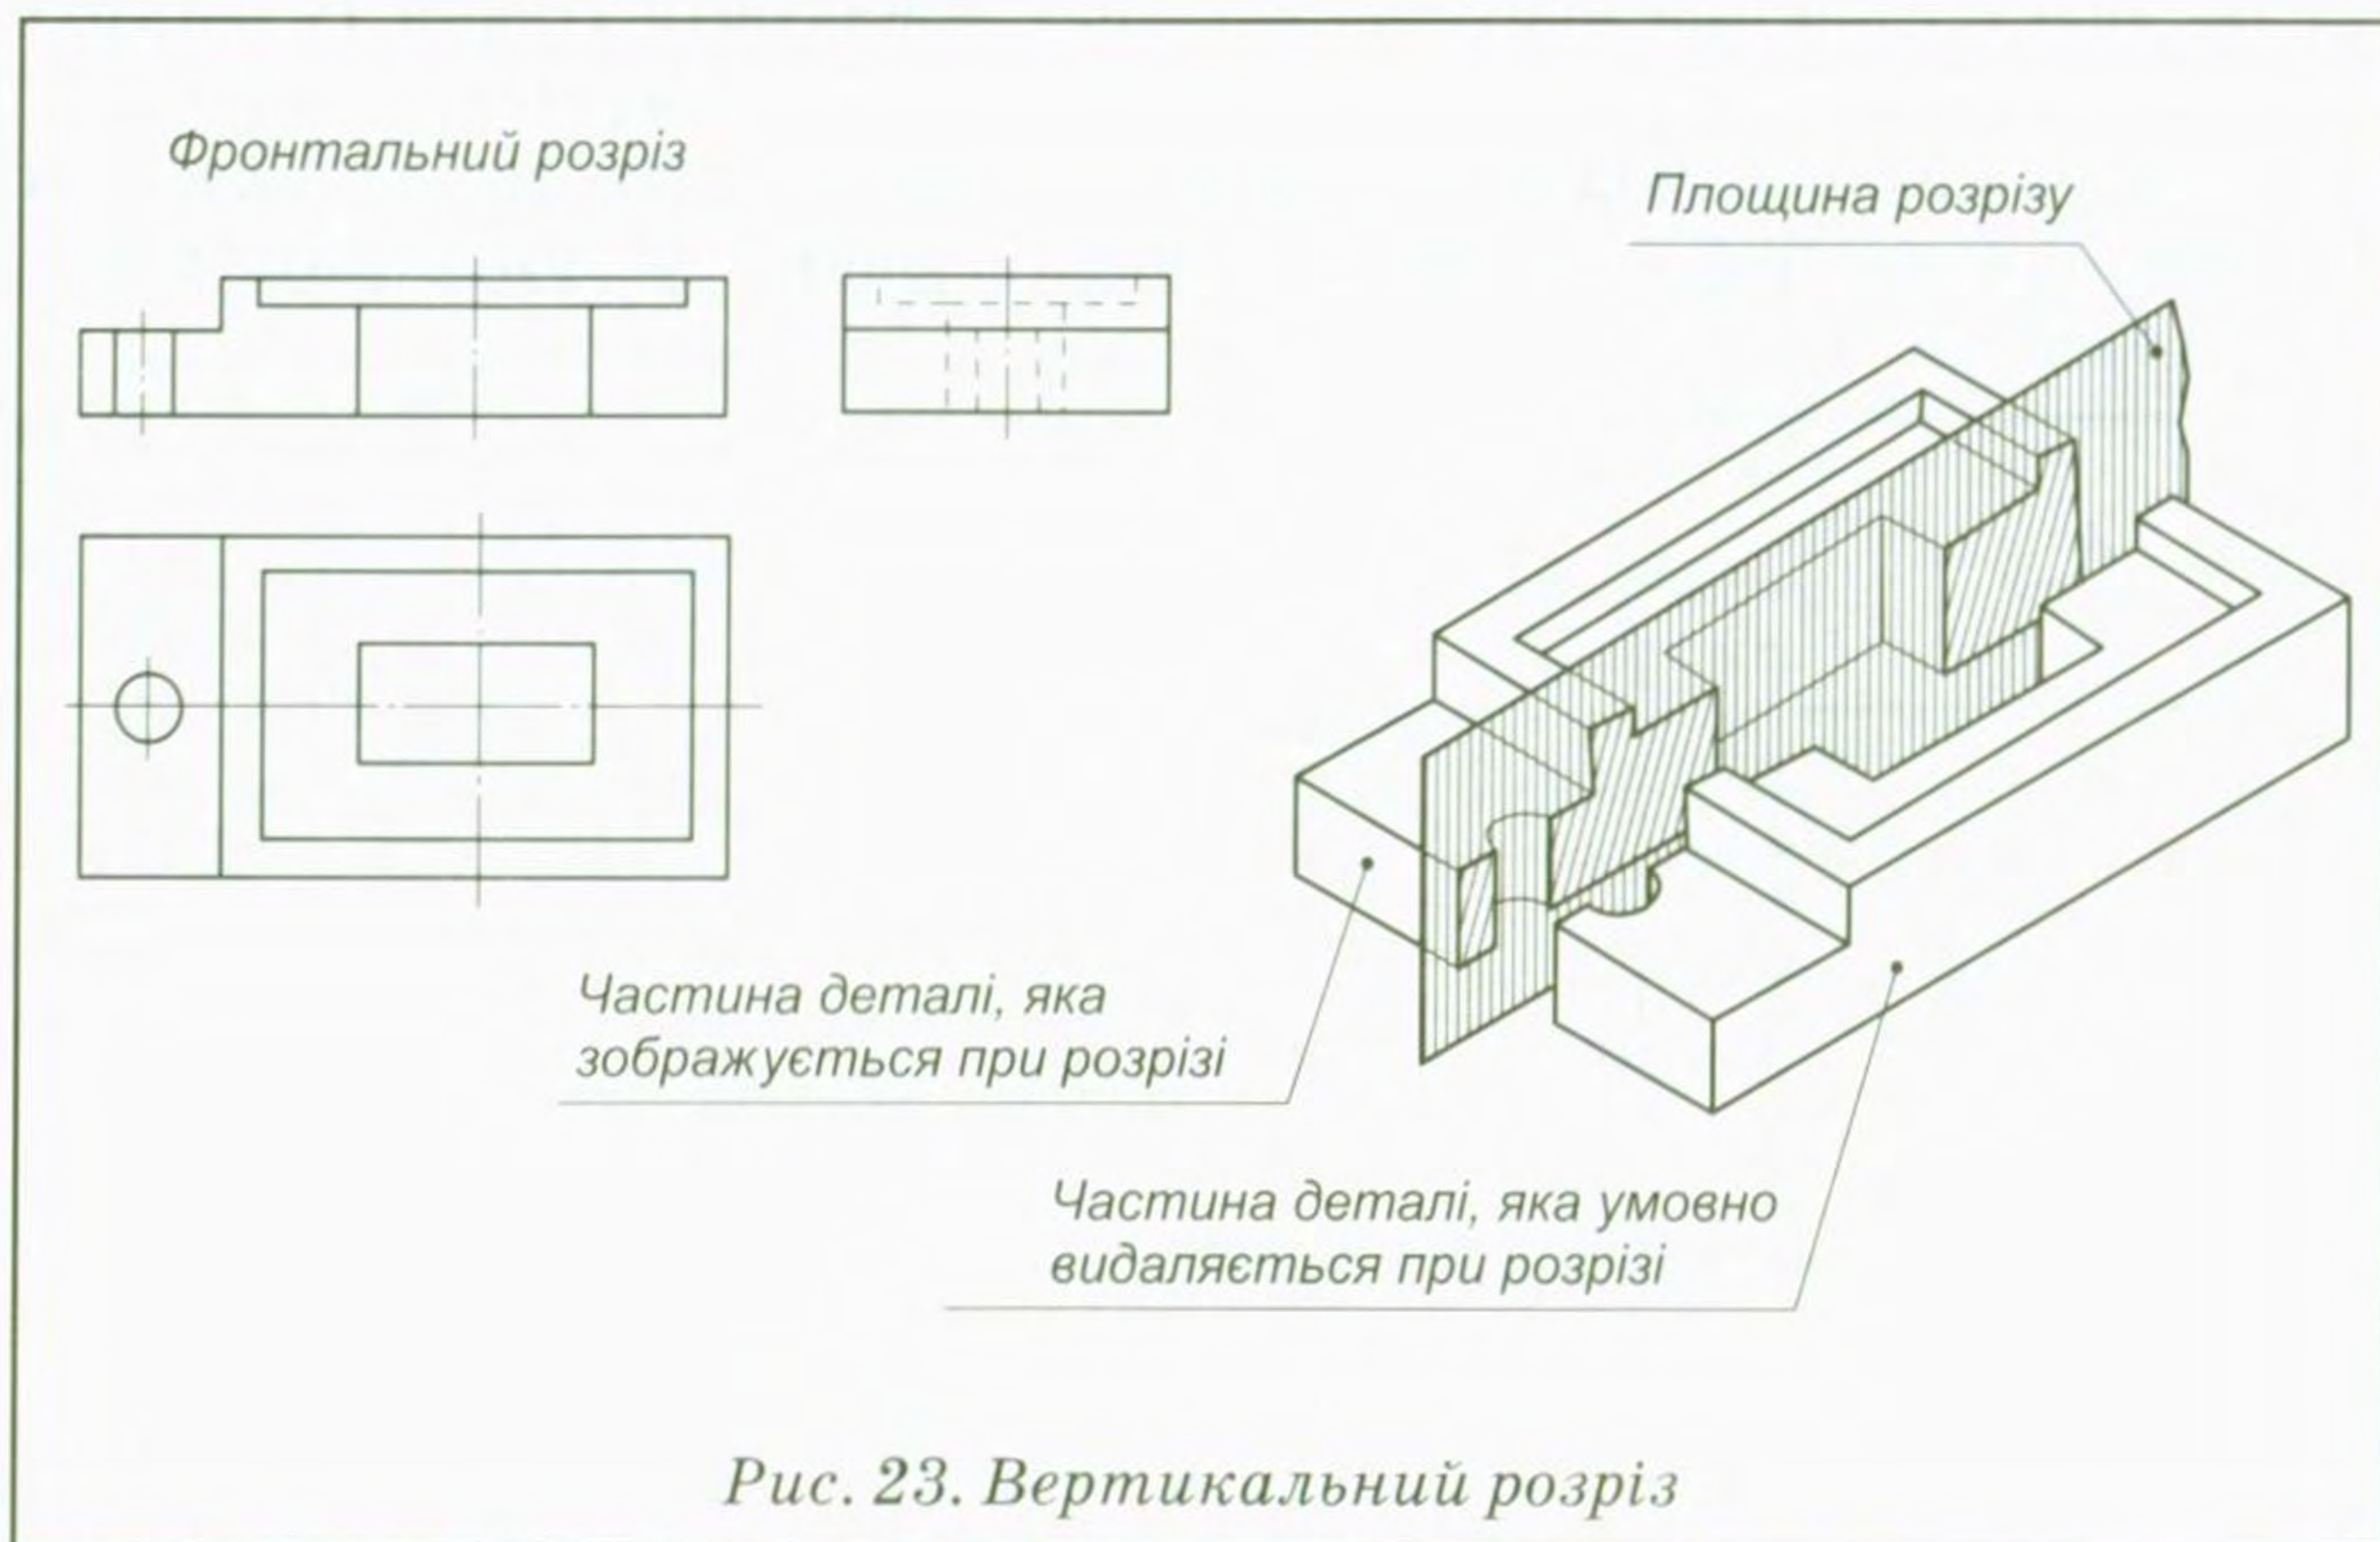 Фронтальний розріз
Площина розрізу
Частина деталі, яка
зображується при розрізі
Частина деталі, яка умовно
видаляється при розрізі
Рис. 23. Вертикальний розріз